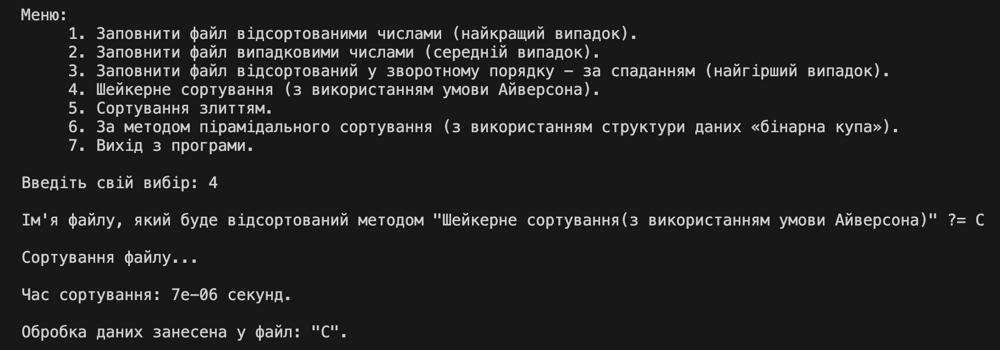 Меню:
1. Заповнити файл відсортованими числами (найкращий випадок).
2. Заповнити файл випадковими числами (середній випадок).
3. Заповнити файл відсортований у зворотному порядку – за спаданням (найгірший випадок).
4. Шейкерне сортування (з використанням умови Айверсона).
5. Сортування злиттям.
6. За методом пірамідального сортування (з використанням структури даних «бінарна купа»).
7. Вихід з програми.
Введіть свій вибір: 4
Ім'я файлу, який буде відсортований методом "Шейкерне сортування(з використанням умови Айверсона)" ?= C
Сортування файлу...
Час сортування: 7e-06 секунд.
Обробка даних занесена у файл: "C".